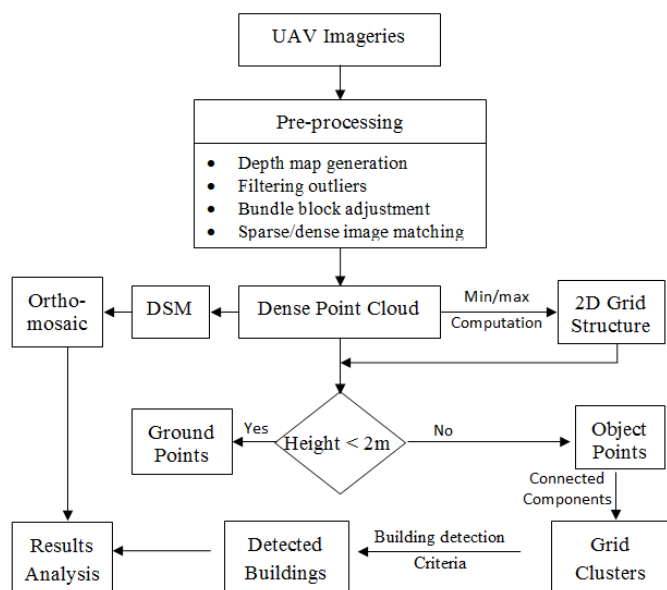 UAV Imageries
Pre-processing
• Depth map generation
• Filtering outliers
• Bundle block adjustment
• Sparse/dense image matching
Ortho-
mosaic
DSM
Dense Point Cloud
Min/max
Computation
2D Grid
Structure
Ground
Points
Yes
Height < 2m
No
Object
Points
Connected
Components
Results
Analysis
Detected
Buildings
Building detection
Criteria
Grid
Clusters